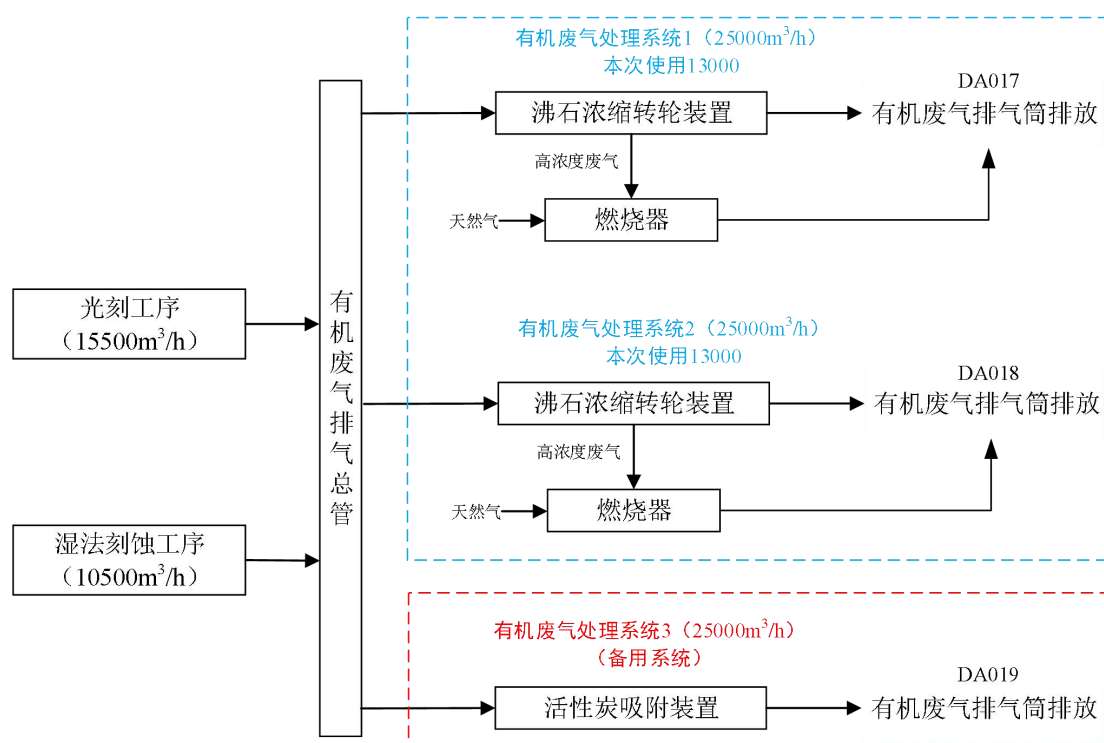 有机废气处理系统1（25000m³/h）
本次使用13000
沸石浓缩转轮装置
DA017
有机废气排气筒排放
高浓度废气
天然气
燃烧器
光刻工序
（15500m³/h）
湿法刻蚀工序
（10500m³/h）
有机废气排气总管
有机废气处理系统2（25000m³/h）
本次使用13000
沸石浓缩转轮装置
DA018
有机废气排气筒排放
高浓度废气
天然气
燃烧器
有机废气处理系统3（25000m³/h）
（备用系统）
活性炭吸附装置
DA019
有机废气排气筒排放